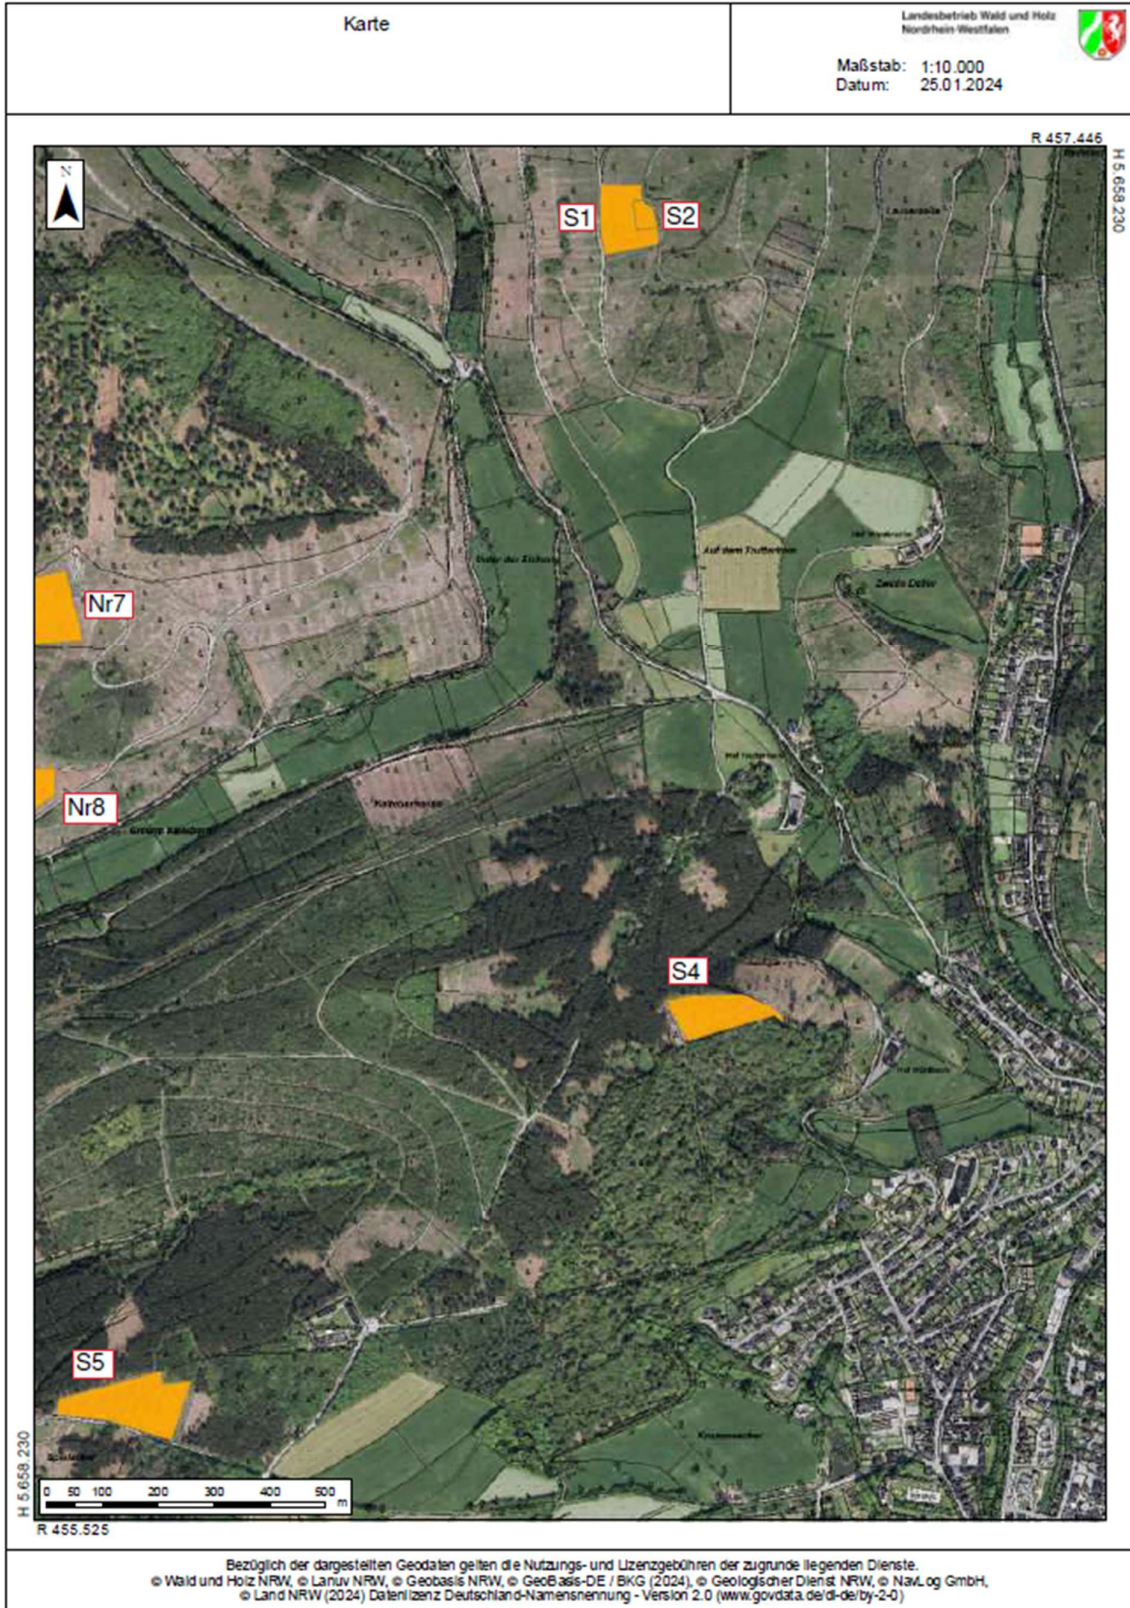 Karte
Landesbetrieb Wald und Holz
Nordrhein-Westfalen
Maßstab: 1:10.000
Datum: 25.01.2024
R 457.446
H 5.658.230
N
S1
S2
Auf dem
Zweite
Nr7
Nr8
S4
S5
0 50 100 200 300 400 500 m
H 5.658.230
R 455.525
Bezüglich der dargestellten Geodaten gelten die Nutzungs- und Lizenzgebühren der zugrunde liegenden Dienste.
© Wald und Holz NRW, © Lanuv NRW, © Geobasis NRW, © GeoBasis-DE / BKG (2024), © Geologischer Dienst NRW, © NavLog GmbH,
© Land NRW (2024) Datenlizenz Deutschland-Namensnennung - Version 2.0 (www.govdata.de/dl-de/by-2-0)